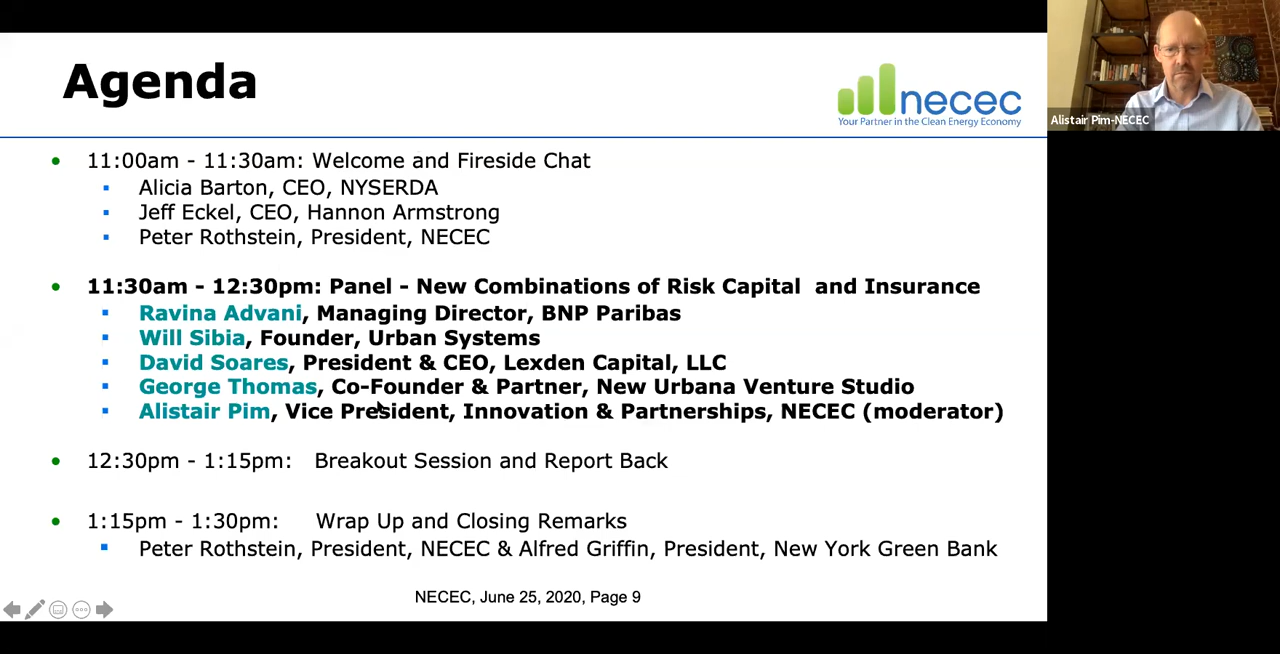 Agenda
necec
Your Partner in the Clean Energy Economy
Alistair Pim-NECEC
11:00am - 11:30am: Welcome and Fireside Chat
Alicia Barton, CEO, NYSERDA
Jeff Eckel, CEO, Hannon Armstrong
Peter Rothstein, President, NECEC
11:30am - 12:30pm: Panel - New Combinations of Risk Capital and Insurance
Ravina Advani, Managing Director, BNP Paribas
Will Sibia, Founder, Urban Systems
David Soares, President & CEO, Lexden Capital, LLC
George Thomas, Co-Founder & Partner, New Urbana Venture Studio
Alistair Pim, Vice President, Innovation & Partnerships, NECEC (moderator)
12:30pm - 1:15pm: Breakout Session and Report Back
1:15pm - 1:30pm: Wrap Up and Closing Remarks
Peter Rothstein, President, NECEC & Alfred Griffin, President, New York Green Bank
NECEC, June 25, 2020, Page 9